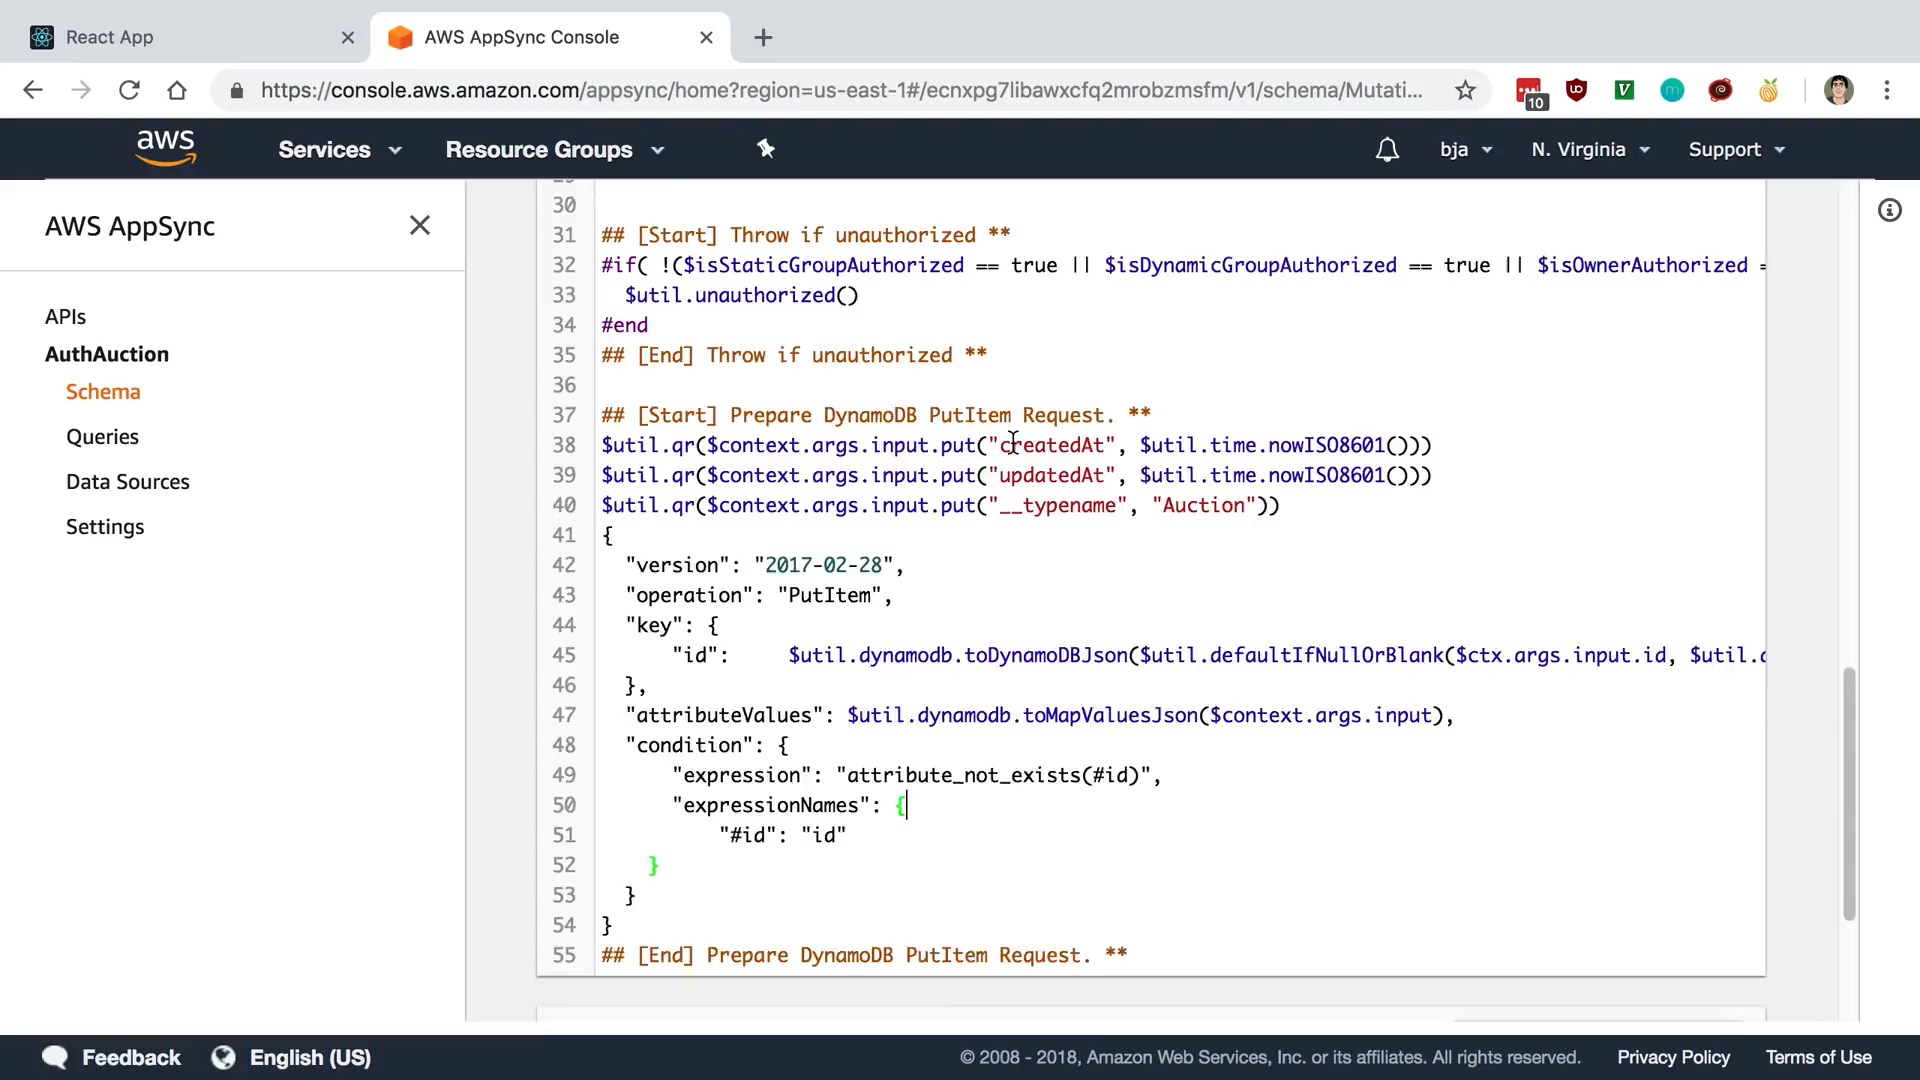 React App
AWS AppSync Console
https://console.aws.amazon.com/appsync/home?region=us-east-1#/ecnxpg7libawxcfq2mrobzmsfm/v1/schema/Mutati...
10
aws
Services
Resource Groups
bja
N. Virginia
Support
AWS AppSync
APIs
AuthAuction
Schema
Queries
Data Sources
Settings
30
31 ## [Start] Throw if unauthorized **
32 #if( !($isStaticGroupAuthorized == true || $isDynamicGroupAuthorized == true || $isOwnerAuthorized =
33 $util.unauthorized()
34 #end
35 ## [End] Throw if unauthorized **
36
37 ## [Start] Prepare DynamoDB PutItem Request. **
38 $util.qr($context.args.input.put("createdAt", $util.time.nowISO8601()))
39 $util.qr($context.args.input.put("updatedAt", $util.time.nowISO8601()))
40 $util.qr($context.args.input.put("__typename", "Auction"))
41 {
42 "version": "2017-02-28",
43 "operation": "PutItem",
44 "key": {
45 "id": $util.dynamodb.toDynamoDBJson($util.defaultIfNullOrBlank($ctx.args.input.id, $util.
46 },
47 "attributeValues": $util.dynamodb.toMapValuesJson($context.args.input),
48 "condition": {
49 "expression": "attribute_not_exists(#id)",
50 "expressionNames": {
51 "#id": "id"
52 }
53 }
54 }
55 ## [End] Prepare DynamoDB PutItem Request. **
Feedback
English (US)
© 2008 - 2018, Amazon Web Services, Inc. or its affiliates. All rights reserved.
Privacy Policy
Terms of Use